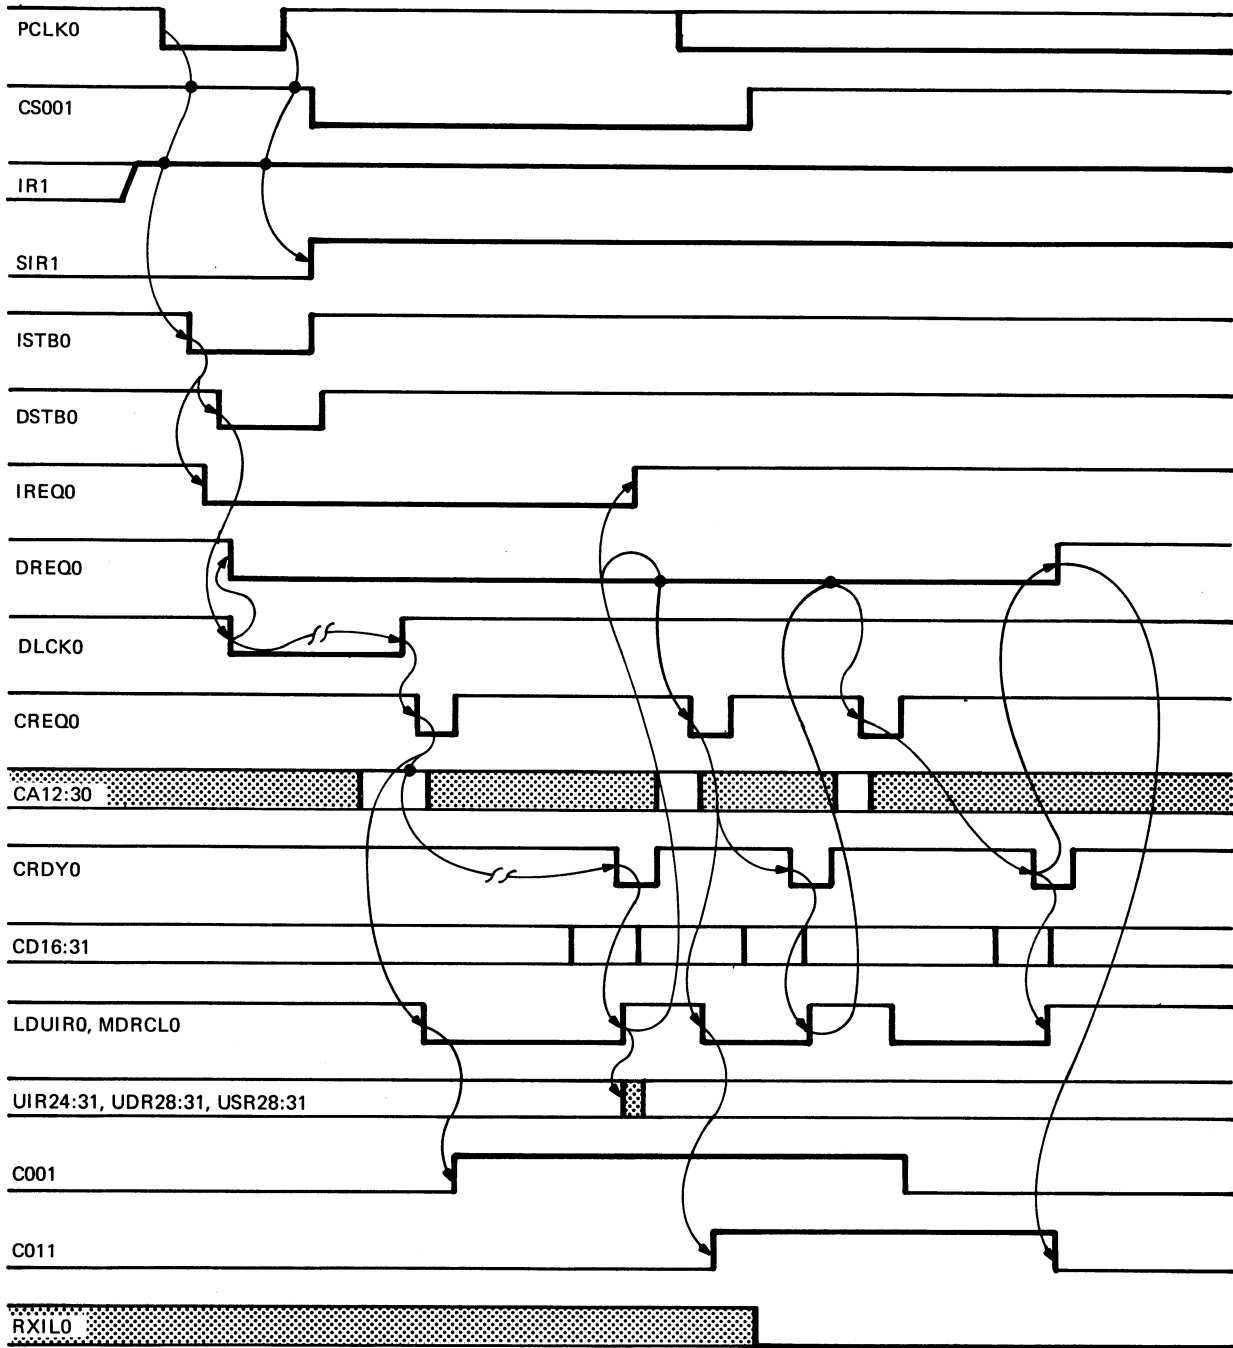 PCLK0
CS001
IR1
SIR1
ISTB0
DSTB0
IREQ0
DREQ0
DLCK0
CREQ0
CA12:30
CRDY0
CD16:31
LDUIR0, MDRCL0
UIR24:31, UDR28:31, USR28:31
C001
C011
RXIL0